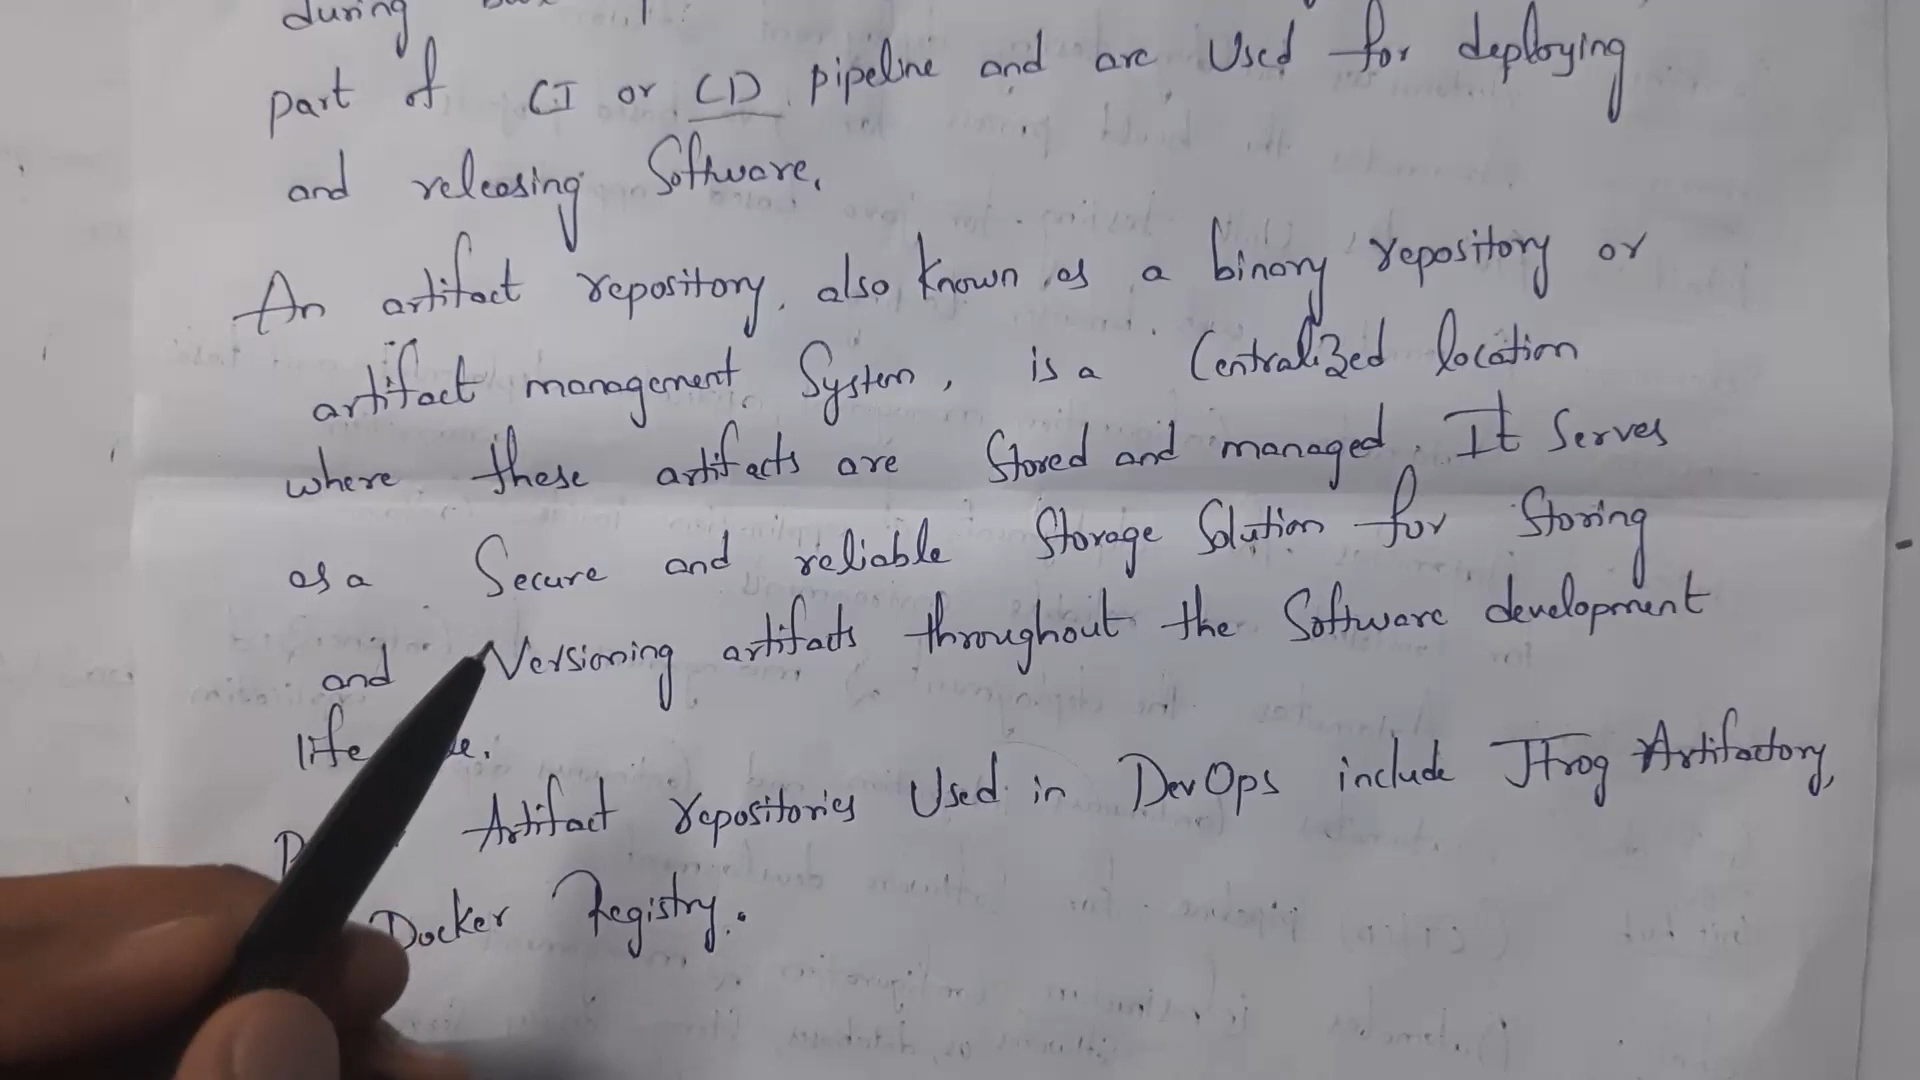 during
part of CI or CD pipeline and are Used for deploying
and releasing Software.
An artifact repository, also known as a binary repository or
artifact management System, is a Centralized location
where these artifacts are Stored and managed. It Serves
as a Secure and reliable Storage Solution for Storing
and Versioning artifacts throughout the Software development
life
Artifact repositories Used in DevOps include JFrog Artifactory,
Docker Registry.